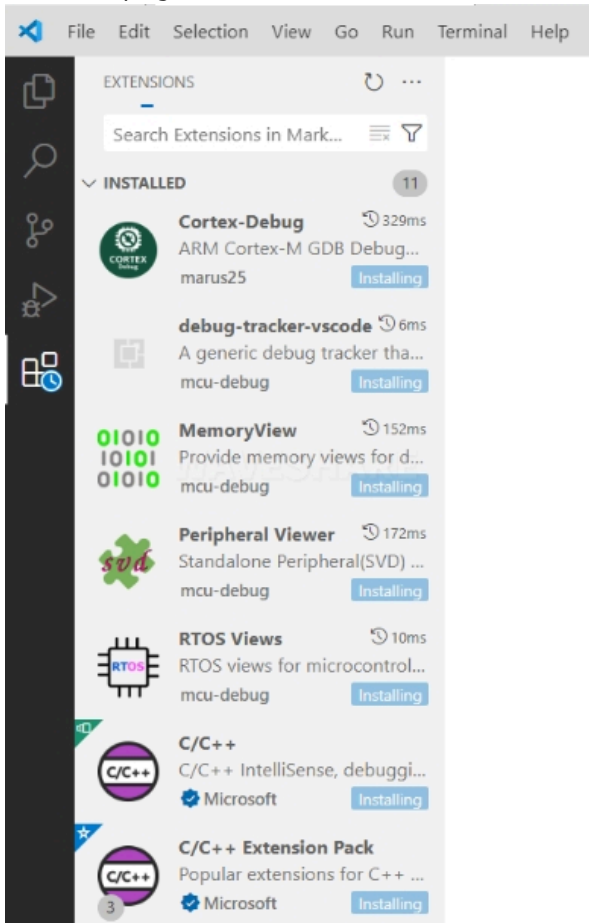 File Edit Selection View Go Run Terminal Help
EXTENSIONS
Search Extensions in Mark...
INSTALLED 11
Cortex-Debug 329ms
ARM Cortex-M GDB Debug...
marus25 Installing
CORTEX
Debug
debug-tracker-vscode 6ms
A generic debug tracker tha...
mcu-debug Installing
MemoryView 152ms
Provide memory views for d...
mcu-debug Installing
01010
10101
01010
WAVESHARE
Peripheral Viewer 172ms
Standalone Peripheral(SVD) ...
mcu-debug Installing
svd
RTOS Views 10ms
RTOS views for microcontrol...
mcu-debug Installing
RTOS
C/C++
C/C++ IntelliSense, debuggi...
Microsoft Installing
C/C++
C/C++ Extension Pack
Popular extensions for C++ ...
Microsoft Installing
C/C++
3